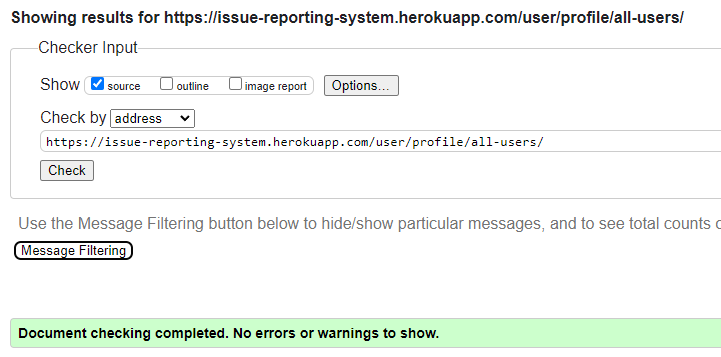 Showing results for https://issue-reporting-system.herokuapp.com/user/profile/all-users/
Checker Input
Show source outline image report Options...
Check by address
https://issue-reporting-system.herokuapp.com/user/profile/all-users/
Check
Use the Message Filtering button below to hide/show particular messages, and to see total counts
Message Filtering
Document checking completed. No errors or warnings to show.